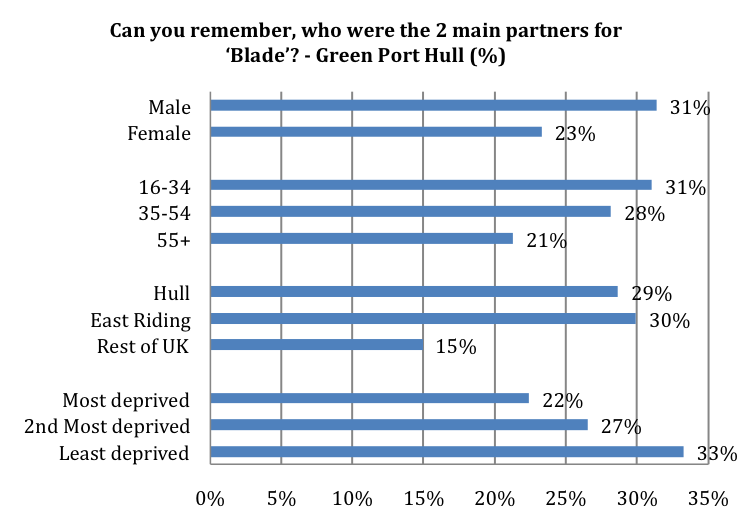 Can you remember, who were the 2 main partners for
‘Blade’? - Green Port Hull (%)
Male 31%
Female 23%
16-34 31%
35-54 28%
55+ 21%
Hull 29%
East Riding 30%
Rest of UK 15%
Most deprived 22%
2nd Most deprived 27%
Least deprived 33%
0% 5% 10% 15% 20% 25% 30% 35%